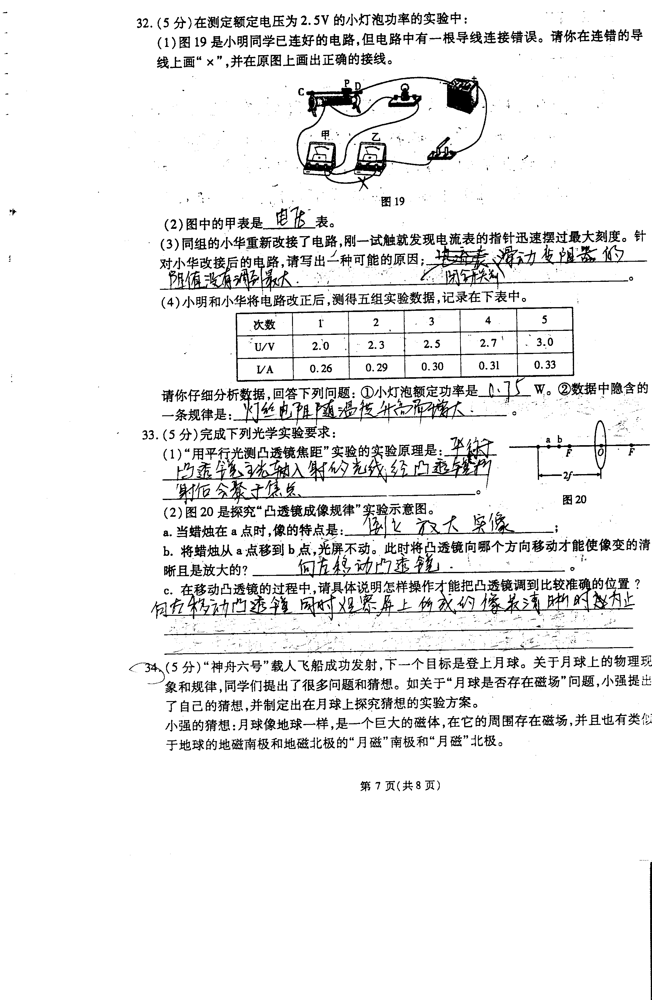 32.(5 分)在测定额定电压为2.5V 的小灯泡功率的实验中:
(1)图 19 是小明同学已连好的电路,但电路中有一根导线连接错误。请你在连错的导
线上画“×”,并在原图上画出正确的接线。
C P D +
甲 乙
图 19
(2)图中的甲表是 电压 表。
(3)同组的小华重新改接了电路,刚一试触就发现电流表的指针迅速摆过最大刻度。针
对小华改接后的电路,请写出一种可能的原因; 滑动变阻器的
阻值没有调到最大. 。
(4)小明和小华将电路改正后,测得五组实验数据,记录在下表中。
次数 1 2 3 4 5
U/V 2.0 2.3 2.5 2.7 3.0
I/A 0.26 0.29 0.30 0.31 0.33
请你仔细分析数据,回答下列问题: ①小灯泡额定功率是 0.75 W。②数据中隐含的
一条规律是: 灯丝电阻随温度升高而增大. 。
33.(5 分)完成下列光学实验要求:
(1)“用平行光测凸透镜焦距”实验的实验原理是: 平行于
凸透镜主光轴入射的光线经凸透镜折
射后会聚于焦点 。
a b F O F
2f
图 20
(2)图 20 是探究“凸透镜成像规律”实验示意图。
a. 当蜡烛在 a 点时,像的特点是: 倒立 放大 实像 ;
b. 将蜡烛从 a 点移到 b 点,光屏不动。此时将凸透镜向哪个方向移动才能使像变的清
晰且是放大的? 向左移动凸透镜. 。
c. 在移动凸透镜的过程中,请具体说明怎样操作才能把凸透镜调到比较准确的位置?
向左移动凸透镜 同时观察屏上所成的像最清晰时为止
34.(5 分)“神舟六号”载人飞船成功发射,下一个目标是登上月球。关于月球上的物理现
象和规律,同学们提出了很多问题和猜想。如关于“月球是否存在磁场”问题,小强提出
了自己的猜想,并制定出在月球上探究猜想的实验方案。
小强的猜想:月球像地球一样,是一个巨大的磁体,在它的周围存在磁场,并且也有类似
于地球的地磁南极和地磁北极的“月磁”南极和“月磁”北极。
第 7 页(共 8 页)